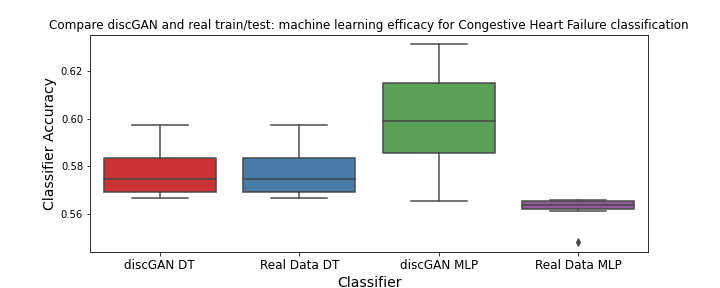 Compare discGAN and real train/test: machine learning efficacy for Congestive Heart Failure classification
Classifier Accuracy
0.62
0.60
0.58
0.56
discGAN DT
Real Data DT
discGAN MLP
Real Data MLP
Classifier